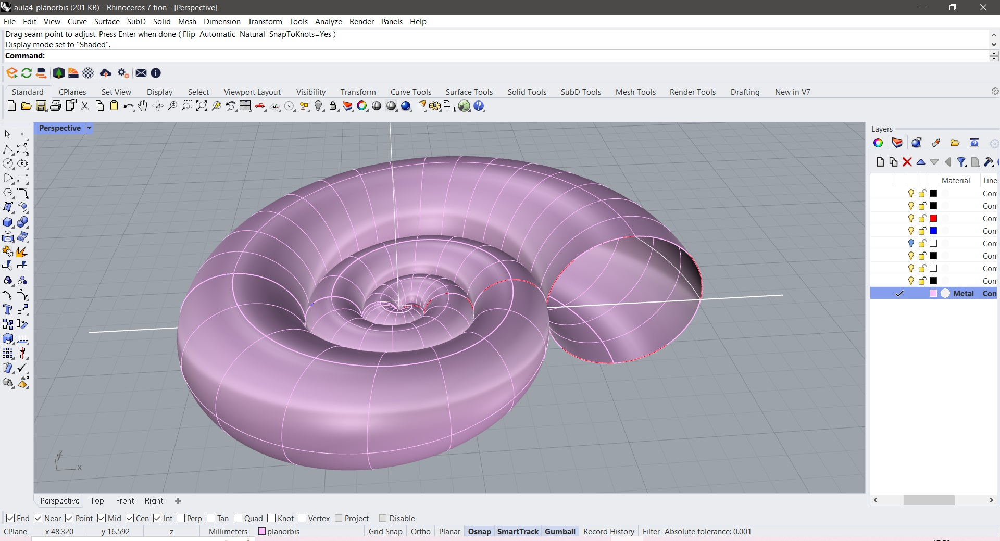 aula4_planorbis (201 KB) - Rhinoceros 7 tion - [Perspective]
File Edit View Curve Surface SubD Solid Mesh Dimension Transform Tools Analyze Render Panels Help
Drag seam point to adjust. Press Enter when done ( Flip Automatic Natural SnapToKnots=Yes )
Display mode set to "Shaded".
Command:
Standard CPlanes Set View Display Select Viewport Layout Visibility Transform Curve Tools Surface Tools Solid Tools SubD Tools Mesh Tools Render Tools Drafting New in V7
Perspective
Layers
Material Line
Con
Con
Con
Con
Con
Con
Con
Con
Metal Con
z
x
Perspective Top Front Right
End Near Point Mid Cen Int Perp Tan Quad Knot Vertex Project Disable
CPlane x 48.320 y 16.592 z Millimeters planorbis Grid Snap Ortho Planar Osnap SmartTrack Gumball Record History Filter Absolute tolerance: 0.001